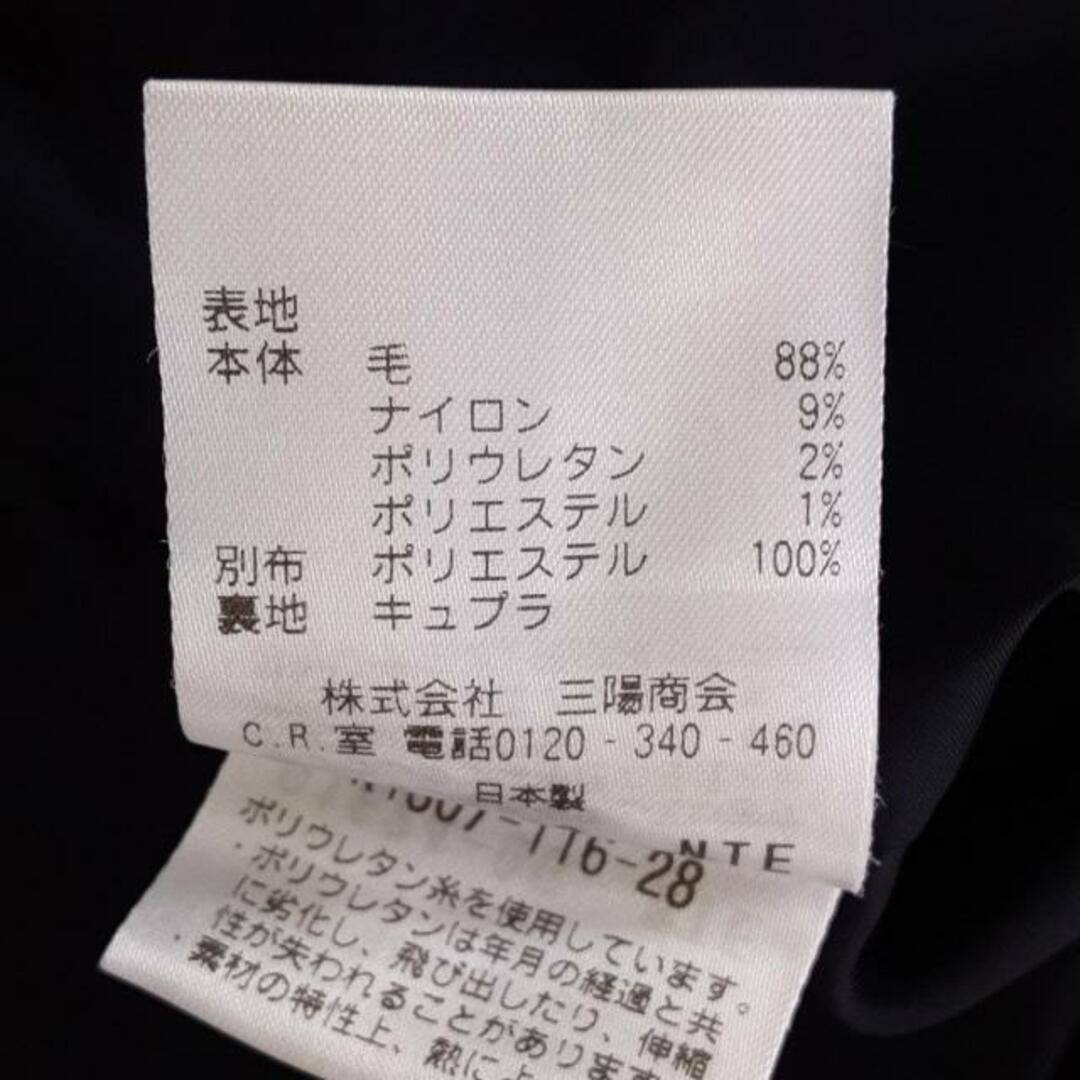 表地
本体 毛 88%
ナイロン 9%
ポリウレタン 2%
ポリエステル 1%
別布 ポリエステル 100%
裏地 キュプラ
株式会社 三陽商会
C.R.室 電話0120-340-460
日本製
NTE
-116-28
ポリウレタン糸を使用しています。
・ポリウレタンは年月の経過と共
に劣化し、飛び出したり、伸縮
性が失われることがあります
・素材の特性上、熱によ